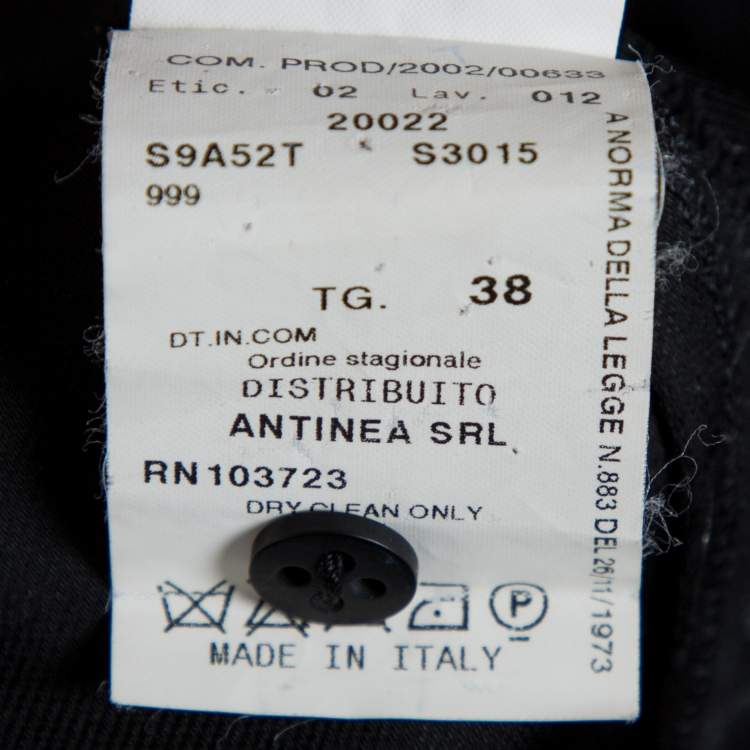 COM. PROD/2002/00633
Etic. 02 Lav. 012
20022
S9A52T S3015
999
TG. 38
DT.IN.COM
Ordine stagionale
DISTRIBUITO
ANTINEA SRL
RN103723
DRY CLEAN ONLY
P
MADE IN ITALY
A NORMA DELLA LEGGE N.883 DEL 26/11/1973